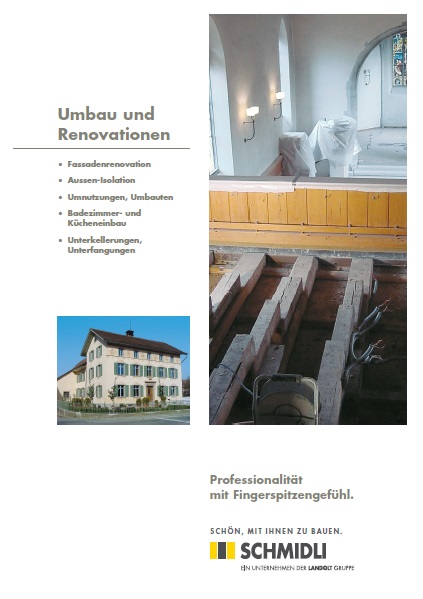 Umbau und
Renovationen
▪ Fassadenrenovation
▪ Aussen-Isolation
▪ Umnutzungen, Umbauten
▪ Badezimmer- und
Kücheneinbau
▪ Unterkellerungen,
Unterfangungen
Professionalität
mit Fingerspitzengefühl.
SCHÖN, MIT IHNEN ZU BAUEN.
SCHMIDLI
EIN UNTERNEHMEN DER LANDOLT GRUPPE